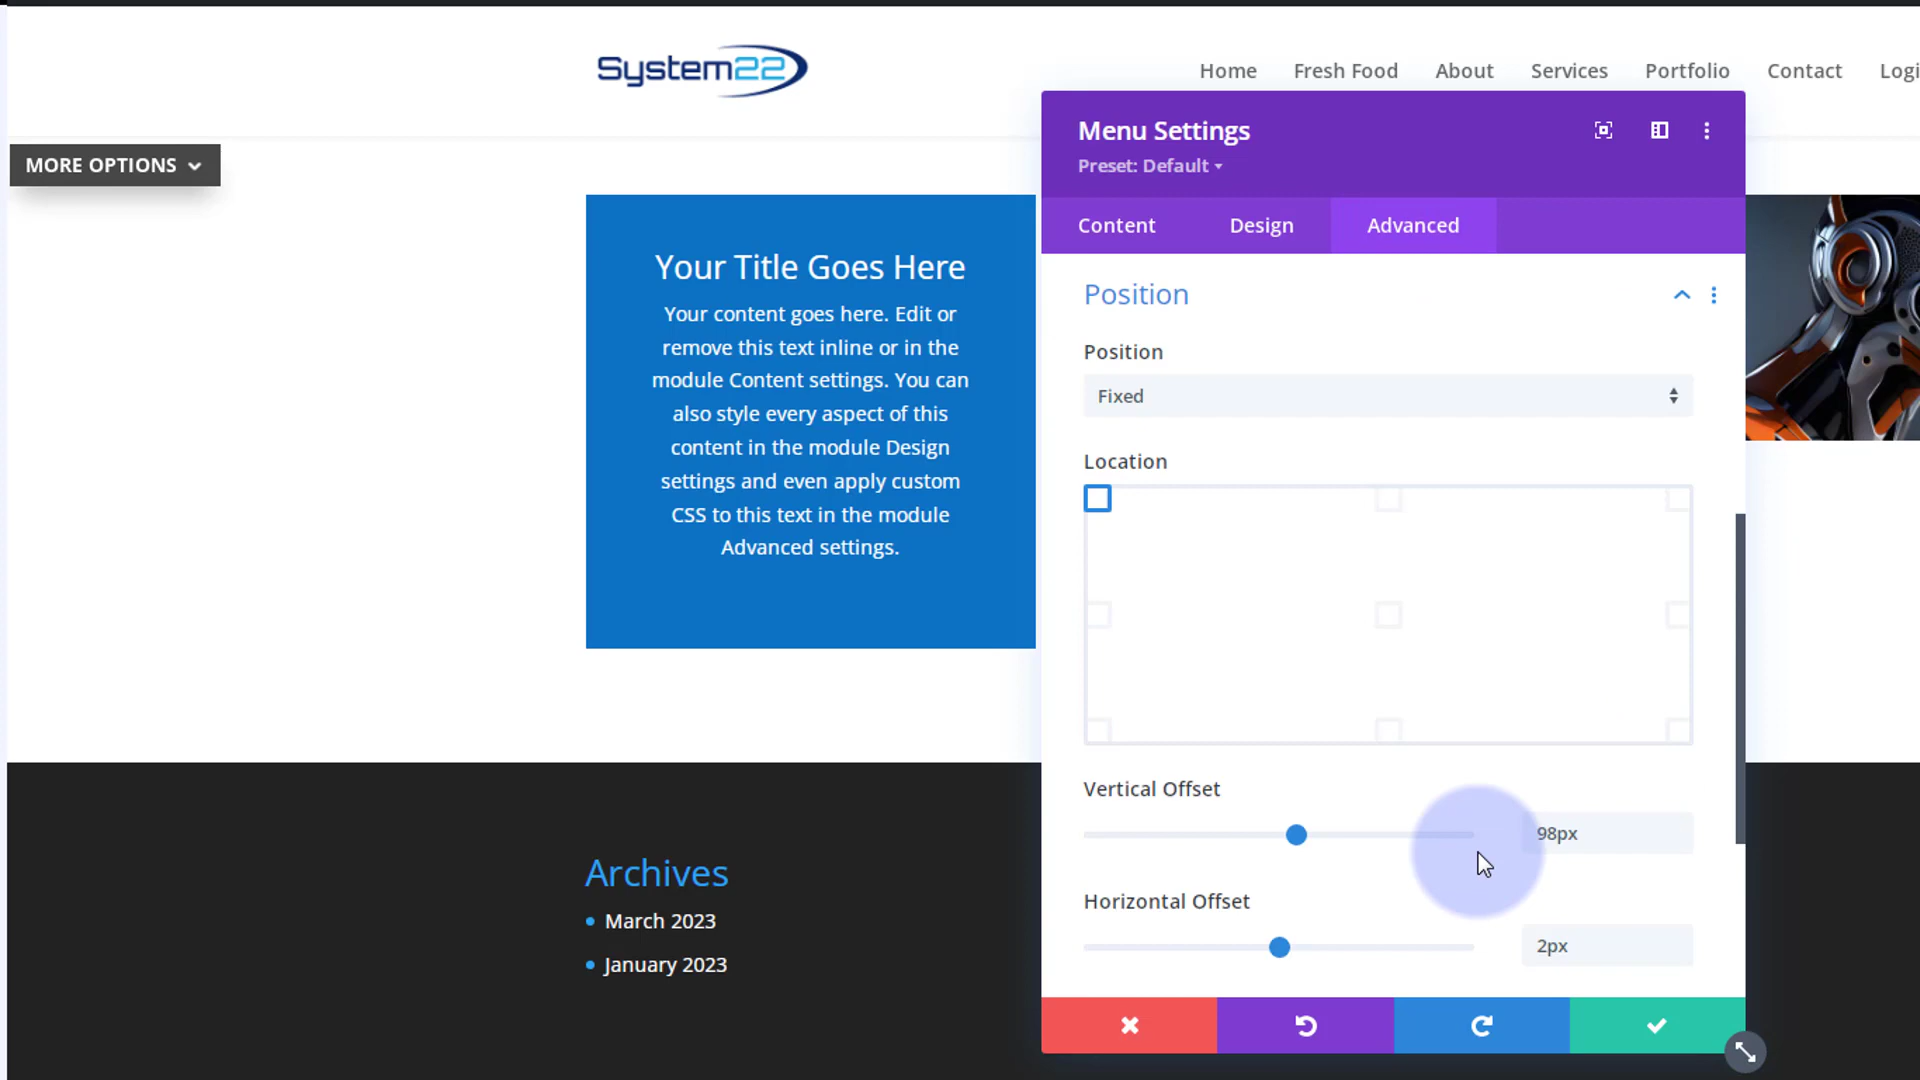 System22
Home Fresh Food About Services Portfolio Contact Logi
MORE OPTIONS
Your Title Goes Here
Your content goes here. Edit or
remove this text inline or in the
module Content settings. You can
also style every aspect of this
content in the module Design
settings and even apply custom
CSS to this text in the module
Advanced settings.
Menu Settings
Preset: Default
Content Design Advanced
Position
Position
Fixed
Location
Vertical Offset
98px
Horizontal Offset
2px
Archives
March 2023
January 2023